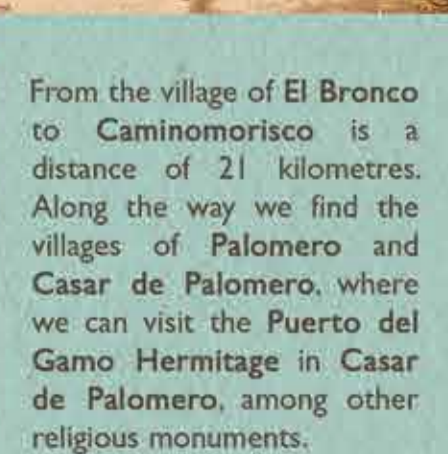 From the village of El Bronco
to Caminomorisco is a
distance of 21 kilometres.
Along the way we find the
villages of Palomero and
Casar de Palomero, where
we can visit the Puerto del
Gamo Hermitage in Casar
de Palomero, among other
religious monuments.